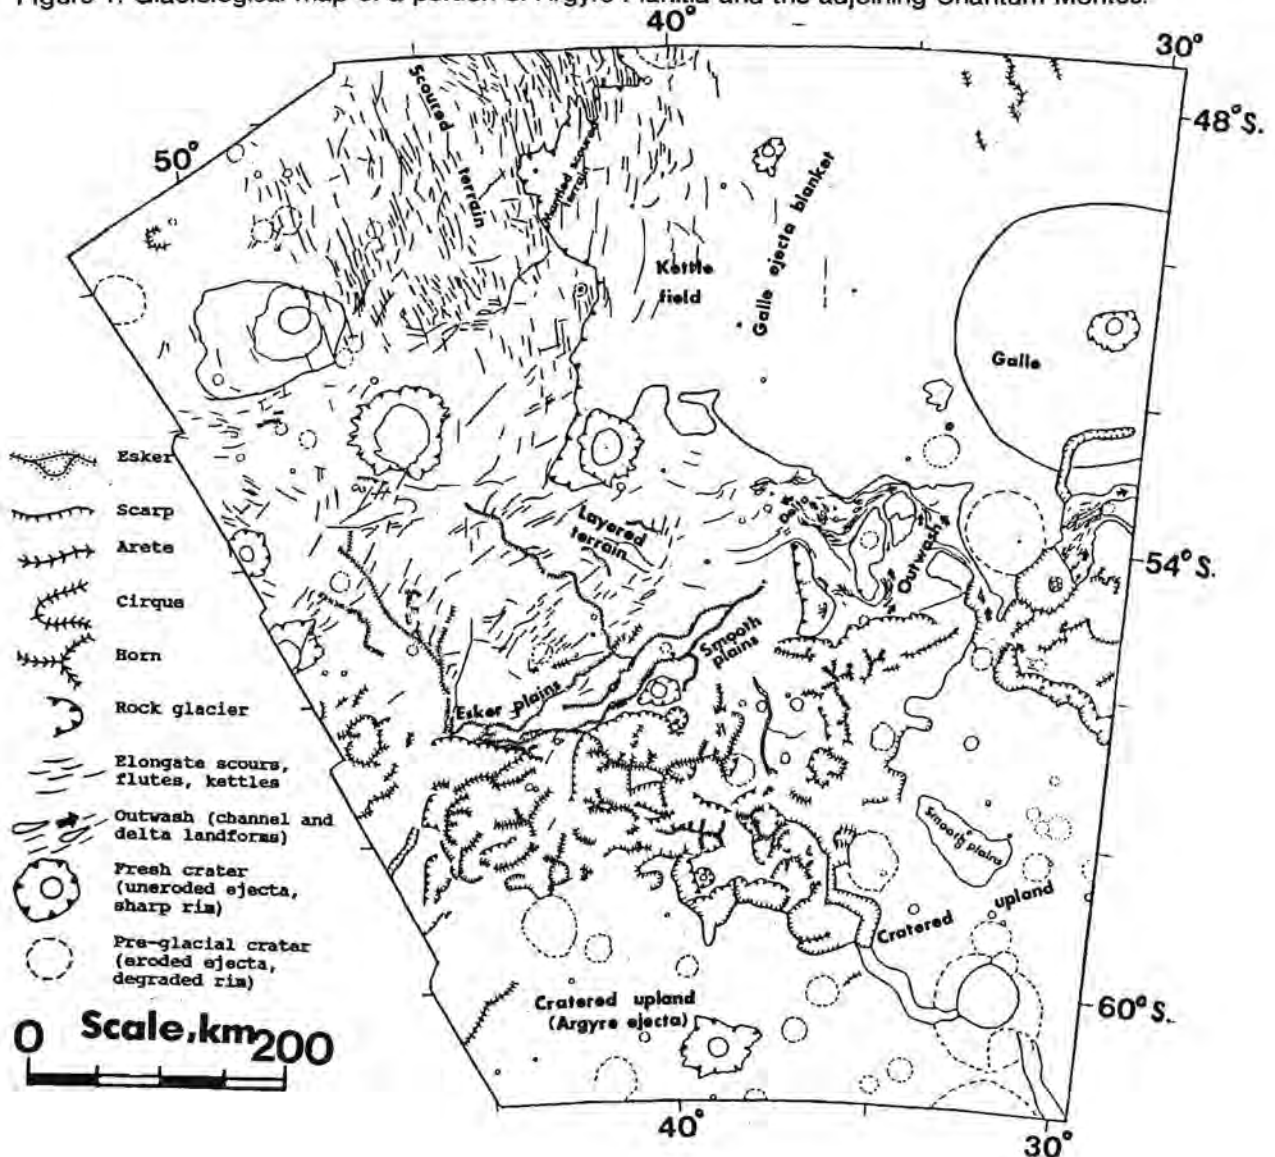 Figure 1. Glacisiological map of a portion of Argyre Planitia and the adjoining Charitum Montes.
40°
30°
48°S.
50°
Scoured
terrain
Mantled scoured
terrain
Galle ejecta blanket
Kettle
field
Galle
Esker
Scarp
Arete
Cirque
Horn
Rock glacier
Elongate scours,
flutes, kettles
Outwash (channel and
delta landforms)
Fresh crater
(uneroded ejecta,
sharp rim)
Pre-glacial crater
(eroded ejecta,
degraded rim)
Layered
terrain
Outwash
54°S.
Smooth
plains
Esker plains
Smooth plains
Cratered upland
Cratered upland
(Argyre ejecta)
60°S.
Scale,km
0 200
40°
30°